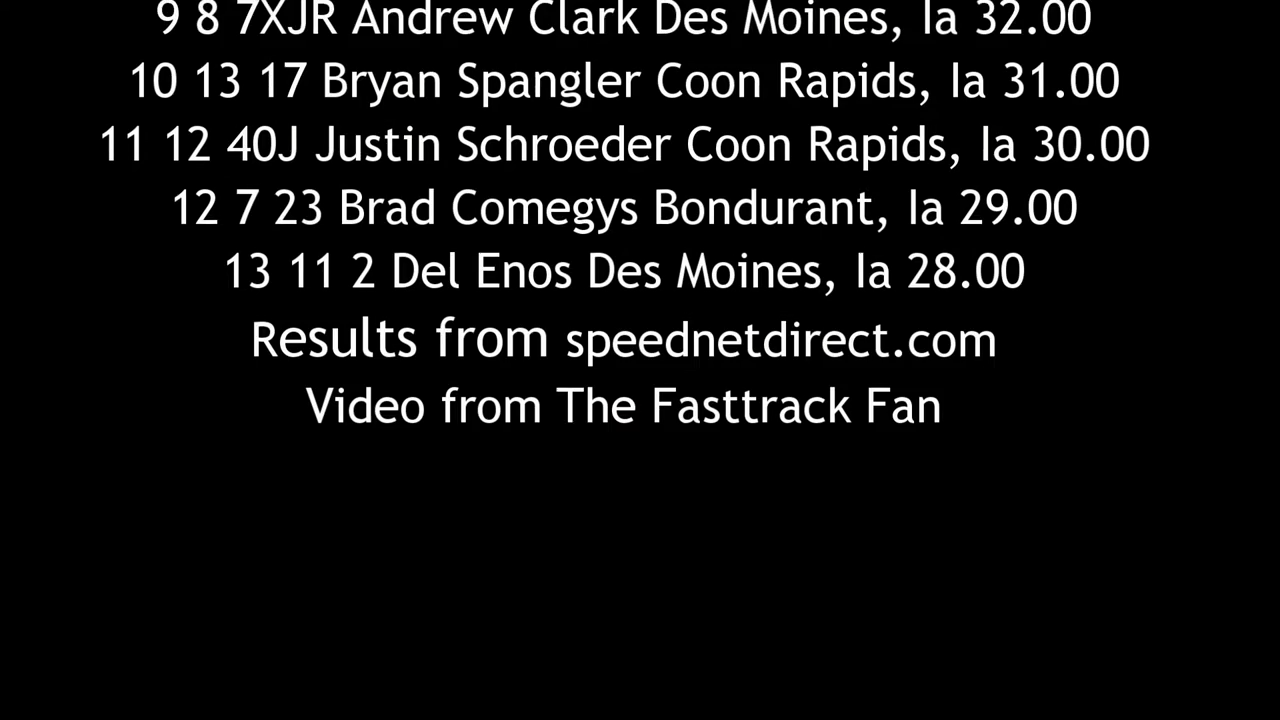 9 8 7XJR Andrew Clark Des Moines, Ia 32.00
10 13 17 Bryan Spangler Coon Rapids, Ia 31.00
11 12 40J Justin Schroeder Coon Rapids, Ia 30.00
12 7 23 Brad Comegys Bondurant, Ia 29.00
13 11 2 Del Enos Des Moines, Ia 28.00
Results from speednetdirect.com
Video from The Fasttrack Fan